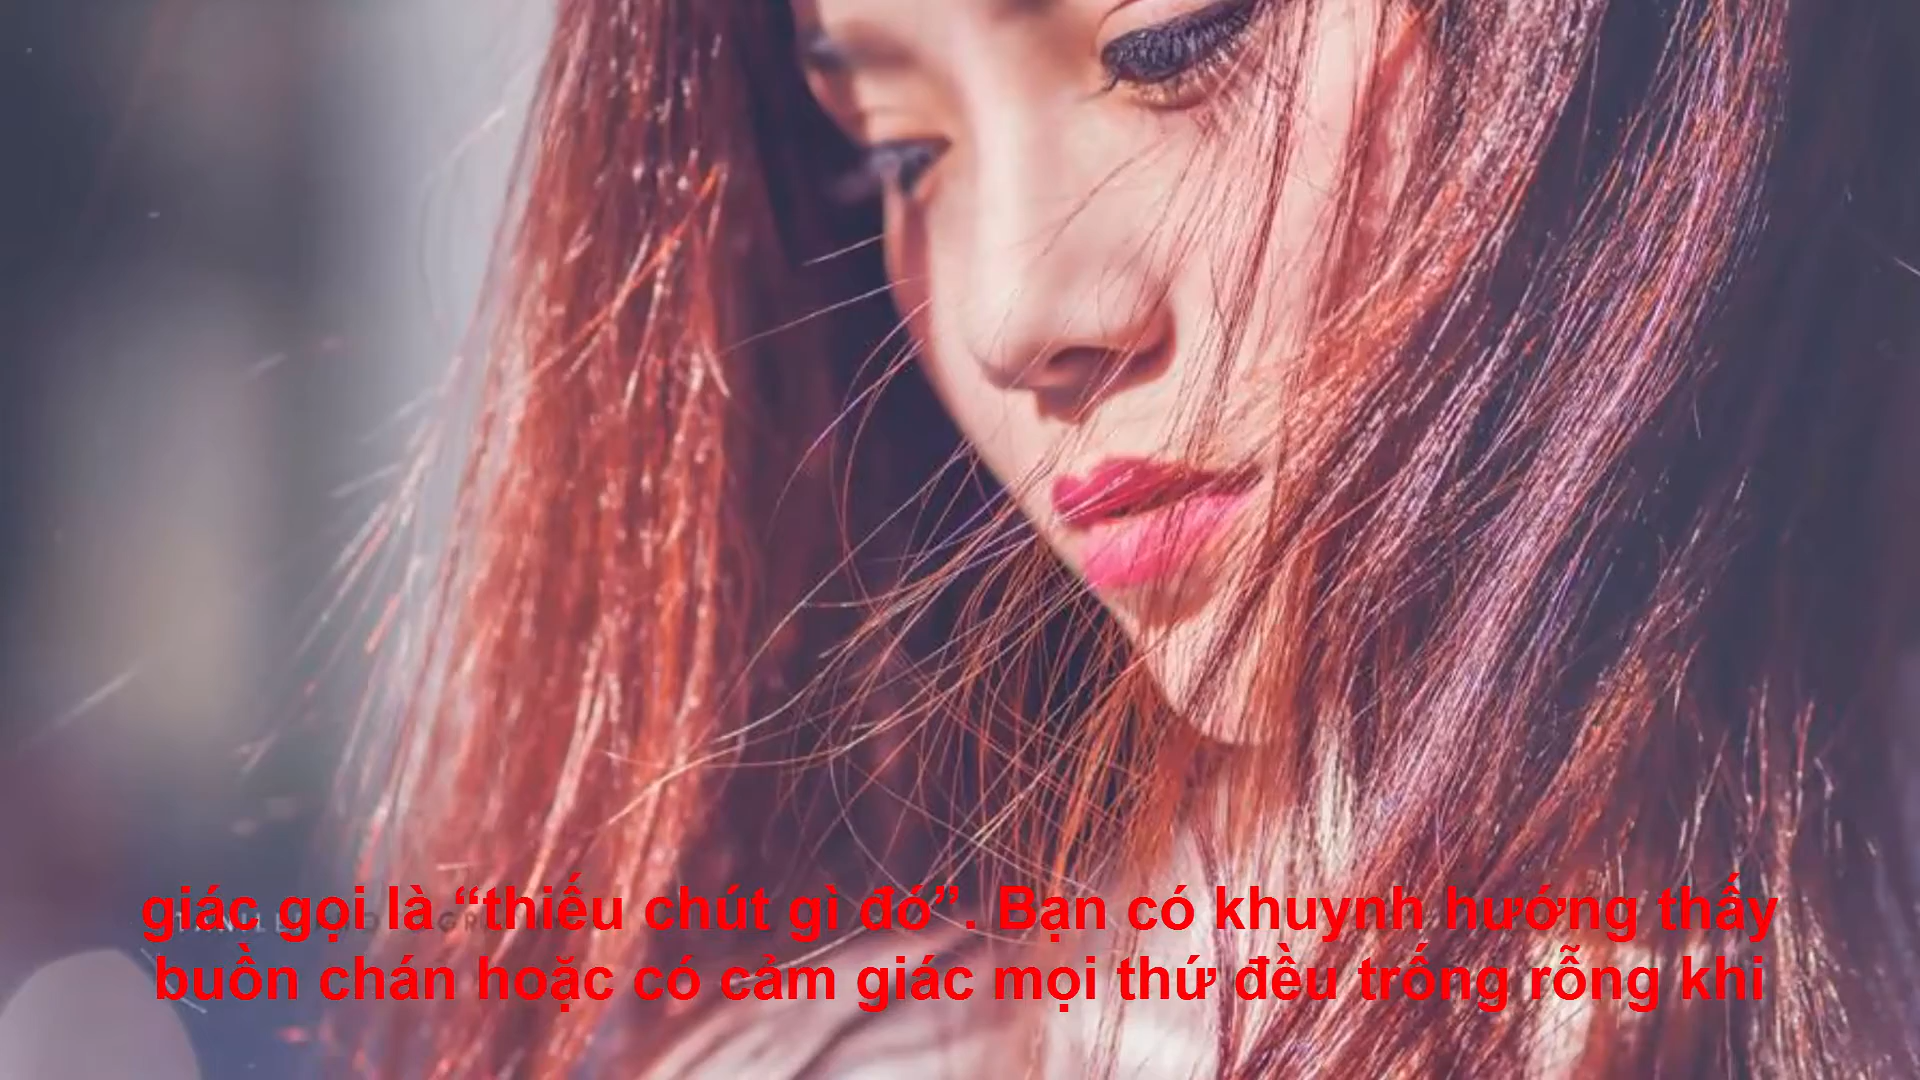 giác gọi là “thiếu chút gì đó”. Bạn có khuynh hướng thấy
buồn chán hoặc có cảm giác mọi thứ đều trống rỗng khi